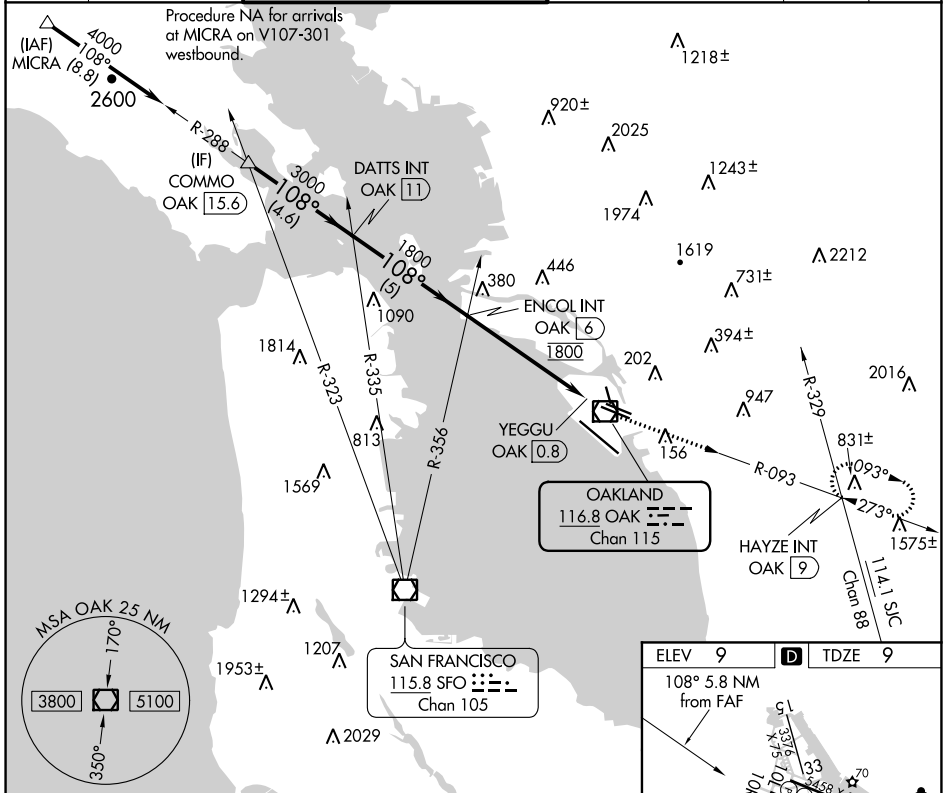 Procedure NA for arrivals
at MICRA on V107-301
westbound.
(IAF)
MICRA
4000
108°
(8.8)
2600
R-288
(IF)
COMMO
OAK 15.6
3000
108°
(4.6)
DATTS INT
OAK 11
1800
108°
(5)
1218±
920±
2025
1243±
1974
1619
2212
731±
380
446
ENCOL INT
OAK 6
1800
394±
202
2016
947
1090
1814
R-323
R-335
R-356
813
1569
YEGGU
OAK 0.8
156
R-093
R-329
831±
093°
273°
1575±
HAYZE INT
OAK 9
114.1 SJC
Chan 88
OAKLAND
116.8 OAK
Chan 115
1294±
1207
1953±
2029
SAN FRANCISCO
115.8 SFO
Chan 105
MSA OAK 25 NM
170°
3800
5100
350°
ELEV 9
D
TDZE 9
108° 5.8 NM
from FAF
15
3376
X 75
33
70
10L
10R
5458 X